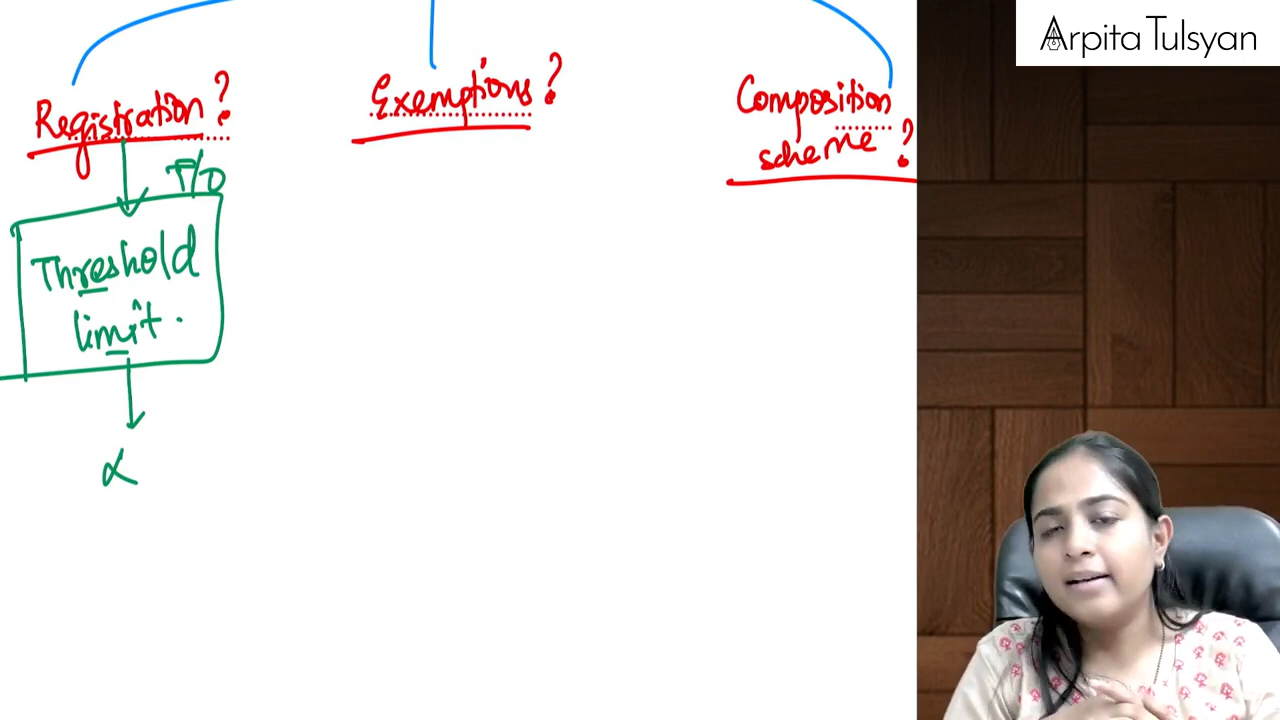 Arpita Tulsyan
Registration?
Exemptions?
Composition
scheme?
T/O
Threshold
limit.